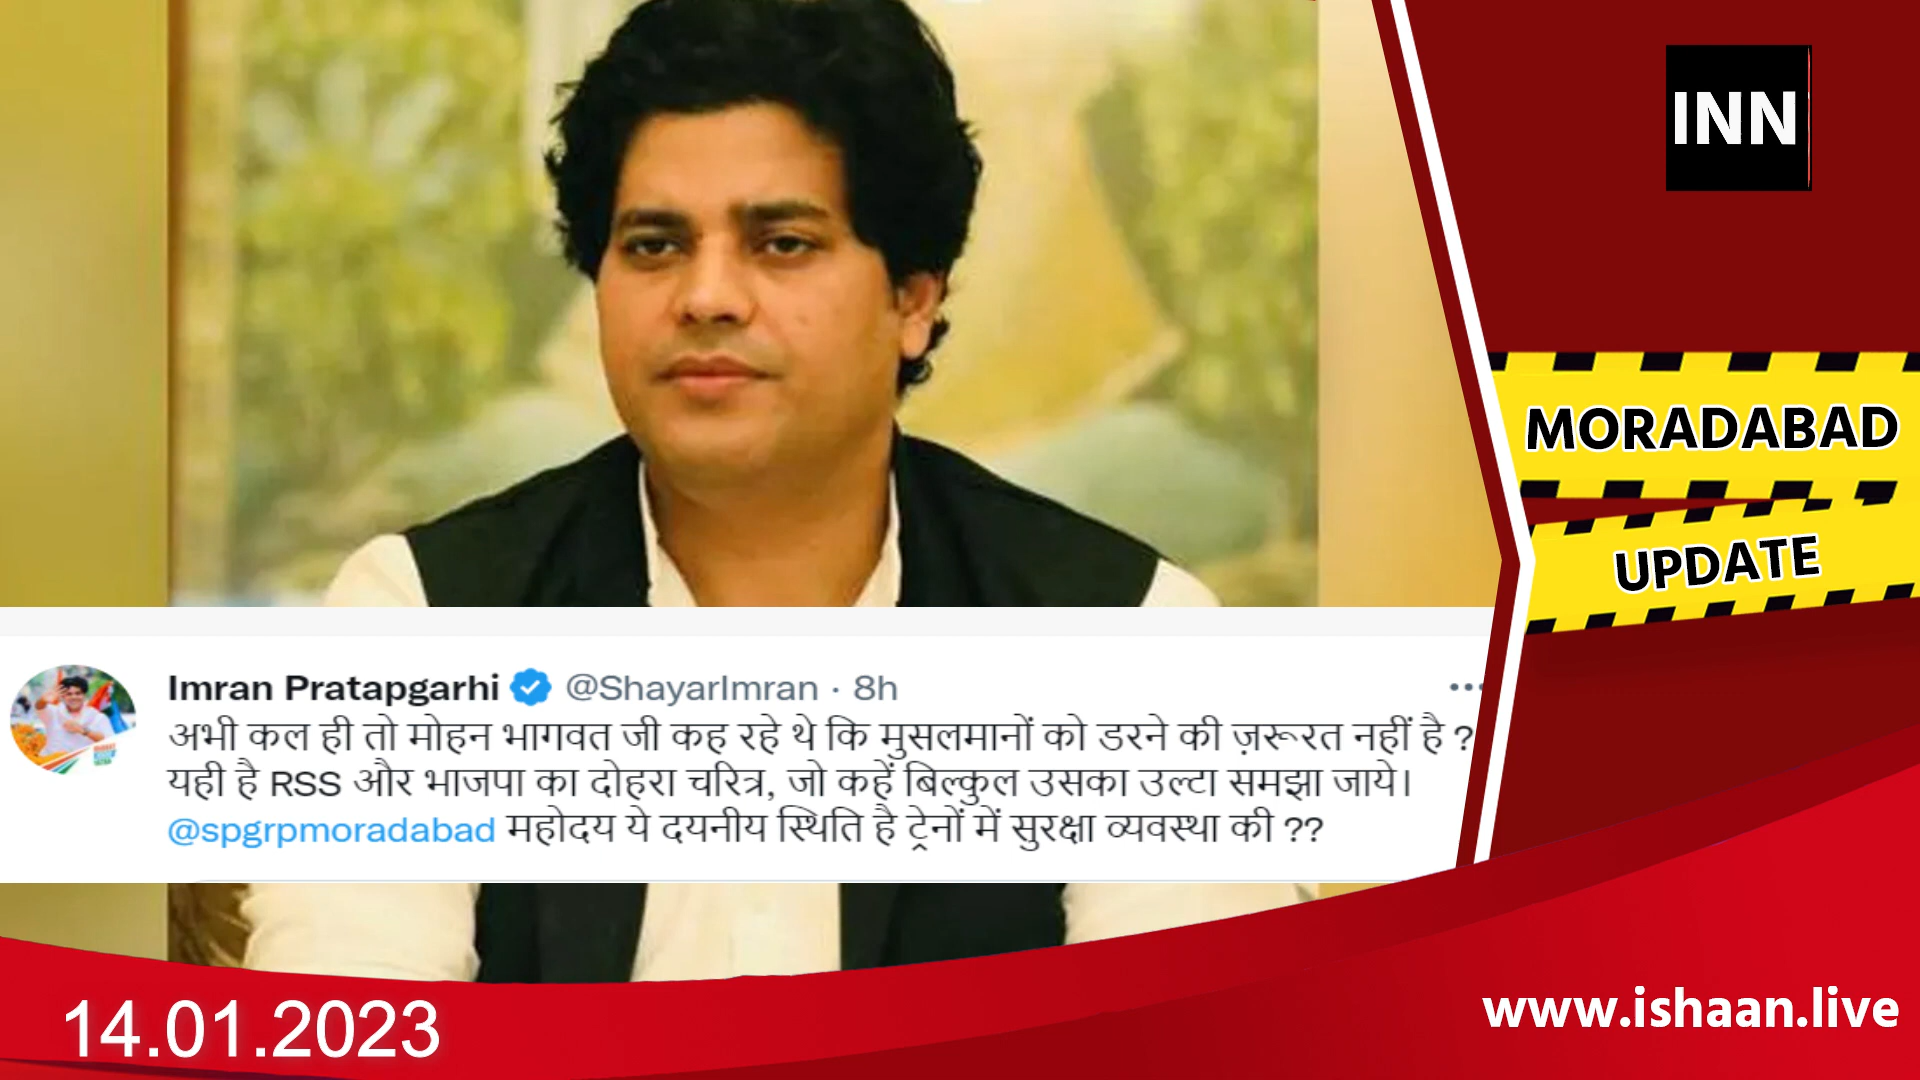 INN
MORADABAD
UPDATE
Imran Pratapgarhi @ShayarImran · 8h
अभी कल ही तो मोहन भागवत जी कह रहे थे कि मुसलमानों को डरने की ज़रूरत नहीं है ?
यही है RSS और भाजपा का दोहरा चरित्र, जो कहें बिल्कुल उसका उल्टा समझा जाये।
@spgrpmoradabad महोदय ये दयनीय स्थिति है ट्रेनों में सुरक्षा व्यवस्था की ??
14.01.2023
www.ishaan.live